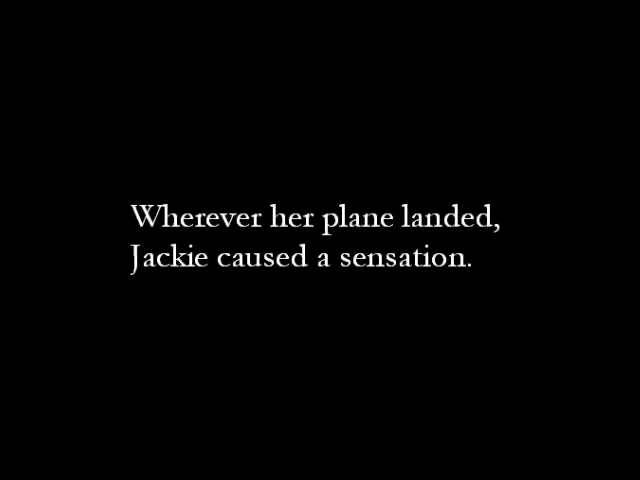 Wherever her plane landed,
Jackie caused a sensation.